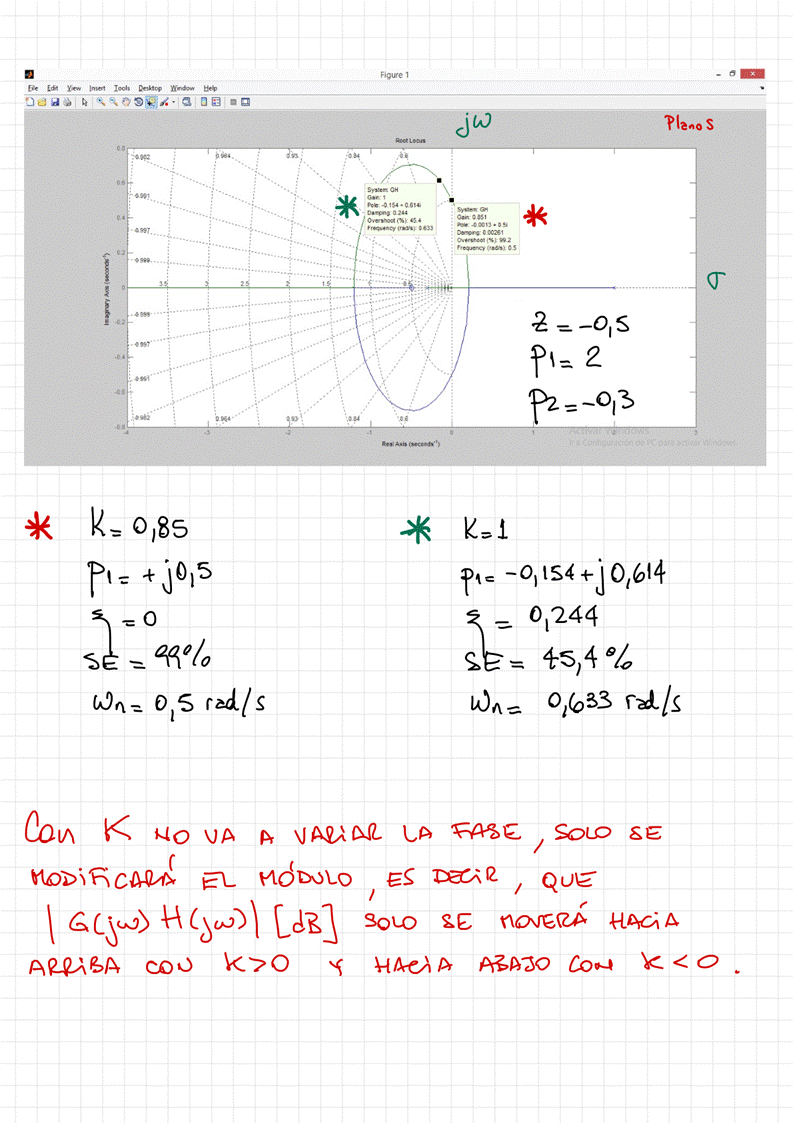 Figure 1
File Edit View Insert Tools Desktop Window Help
jω
Plano S
Root Locus
0.8
0.982 0.964 0.93 0.84 0.6
0.6
0.991
0.4
0.997
0.2
0.999
System: GH
Gain: 1
Pole: -0.154 + 0.614i
Damping: 0.244
Overshoot (%): 45.4
Frequency (rad/s): 0.633
System: GH
Gain: 0.851
Pole: -0.0013 + 0.5i
Damping: 0.00261
Overshoot (%): 99.2
Frequency (rad/s): 0.5
σ
Imaginary Axis (seconds⁻¹)
0
3.5 3 2.5 2 1.5 1 0.5
-0.2
0.999
-0.4
0.997
-0.6
0.991
-0.8
0.982 0.964 0.93 0.84 0.6
-4 -3 -2 -1 0 1 2 3
Real Axis (seconds⁻¹)
Z = -0,5
P1 = 2
P2 = -0,3
Activar Windows
Ir a Configuración de PC para activar Windows.
* K = 0,85
P1 = + j0,5
ξ = 0
SE = 99%
Wn = 0,5 rad/s
* K=1
P1 = -0,154 + j0,614
ξ = 0,244
SE = 45,4%
Wn = 0,633 rad/s
CON K NO VA A VARIAR LA FASE, SOLO SE
MODIFICARÁ EL MÓDULO, ES DECIR, QUE
|G(jω) H(jω)| [dB] SOLO SE MOVERÁ HACIA
ARRIBA CON K>0 Y HACIA ABAJO CON K<0.